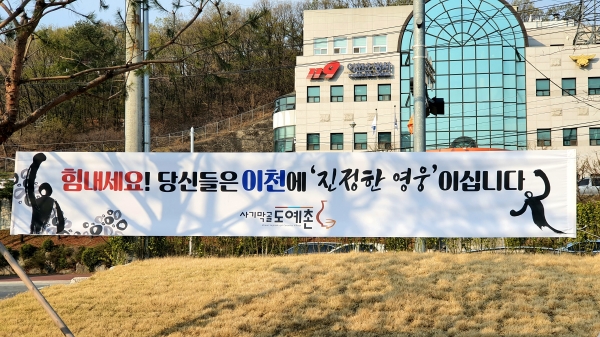 119
힘내세요! 당신들은 이천에 '진정한 영웅'이십니다
사기막골 도예촌